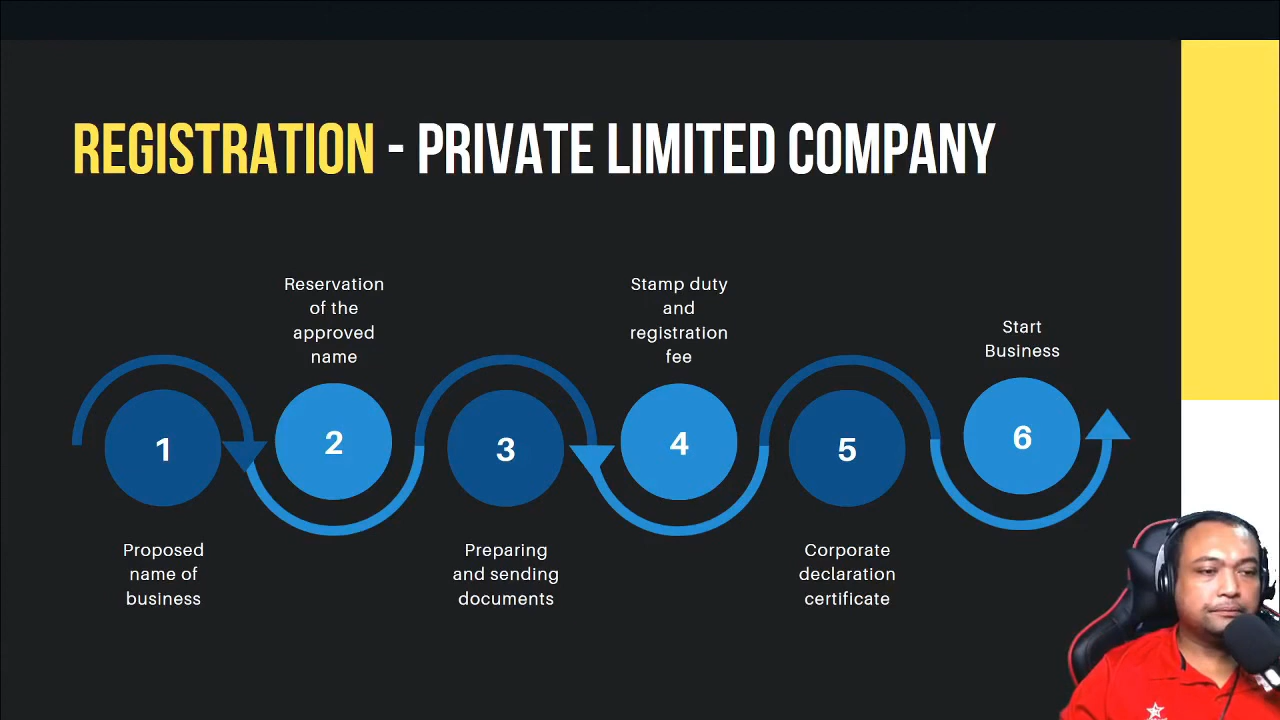 REGISTRATION - PRIVATE LIMITED COMPANY
1
Proposed
name of
business
Reservation
of the
approved
name
2
3
Preparing
and sending
documents
Stamp duty
and
registration
fee
4
5
Corporate
declaration
certificate
Start
Business
6